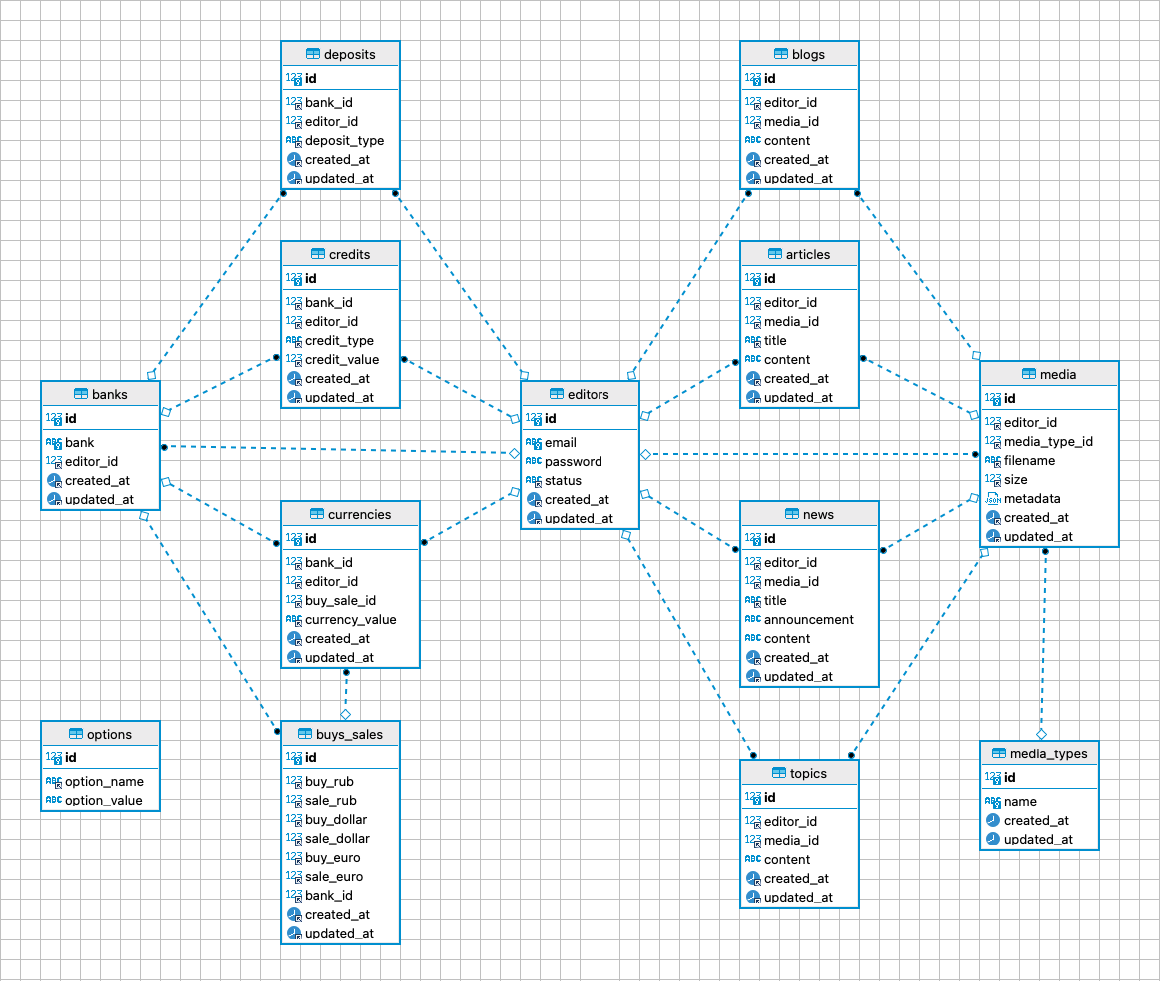 deposits
id
bank_id
editor_id
deposit_type
created_at
updated_at
blogs
id
editor_id
media_id
content
created_at
updated_at
credits
id
bank_id
editor_id
credit_type
credit_value
created_at
updated_at
articles
id
editor_id
media_id
title
content
created_at
updated_at
banks
id
bank
editor_id
created_at
updated_at
editors
id
email
password
status
created_at
updated_at
media
id
editor_id
media_type_id
filename
size
metadata
created_at
updated_at
currencies
id
bank_id
editor_id
buy_sale_id
currency_value
created_at
updated_at
news
id
editor_id
media_id
title
announcement
content
created_at
updated_at
options
id
option_name
option_value
buys_sales
id
buy_rub
sale_rub
buy_dollar
sale_dollar
buy_euro
sale_euro
bank_id
created_at
updated_at
topics
id
editor_id
media_id
content
created_at
updated_at
media_types
id
name
created_at
updated_at